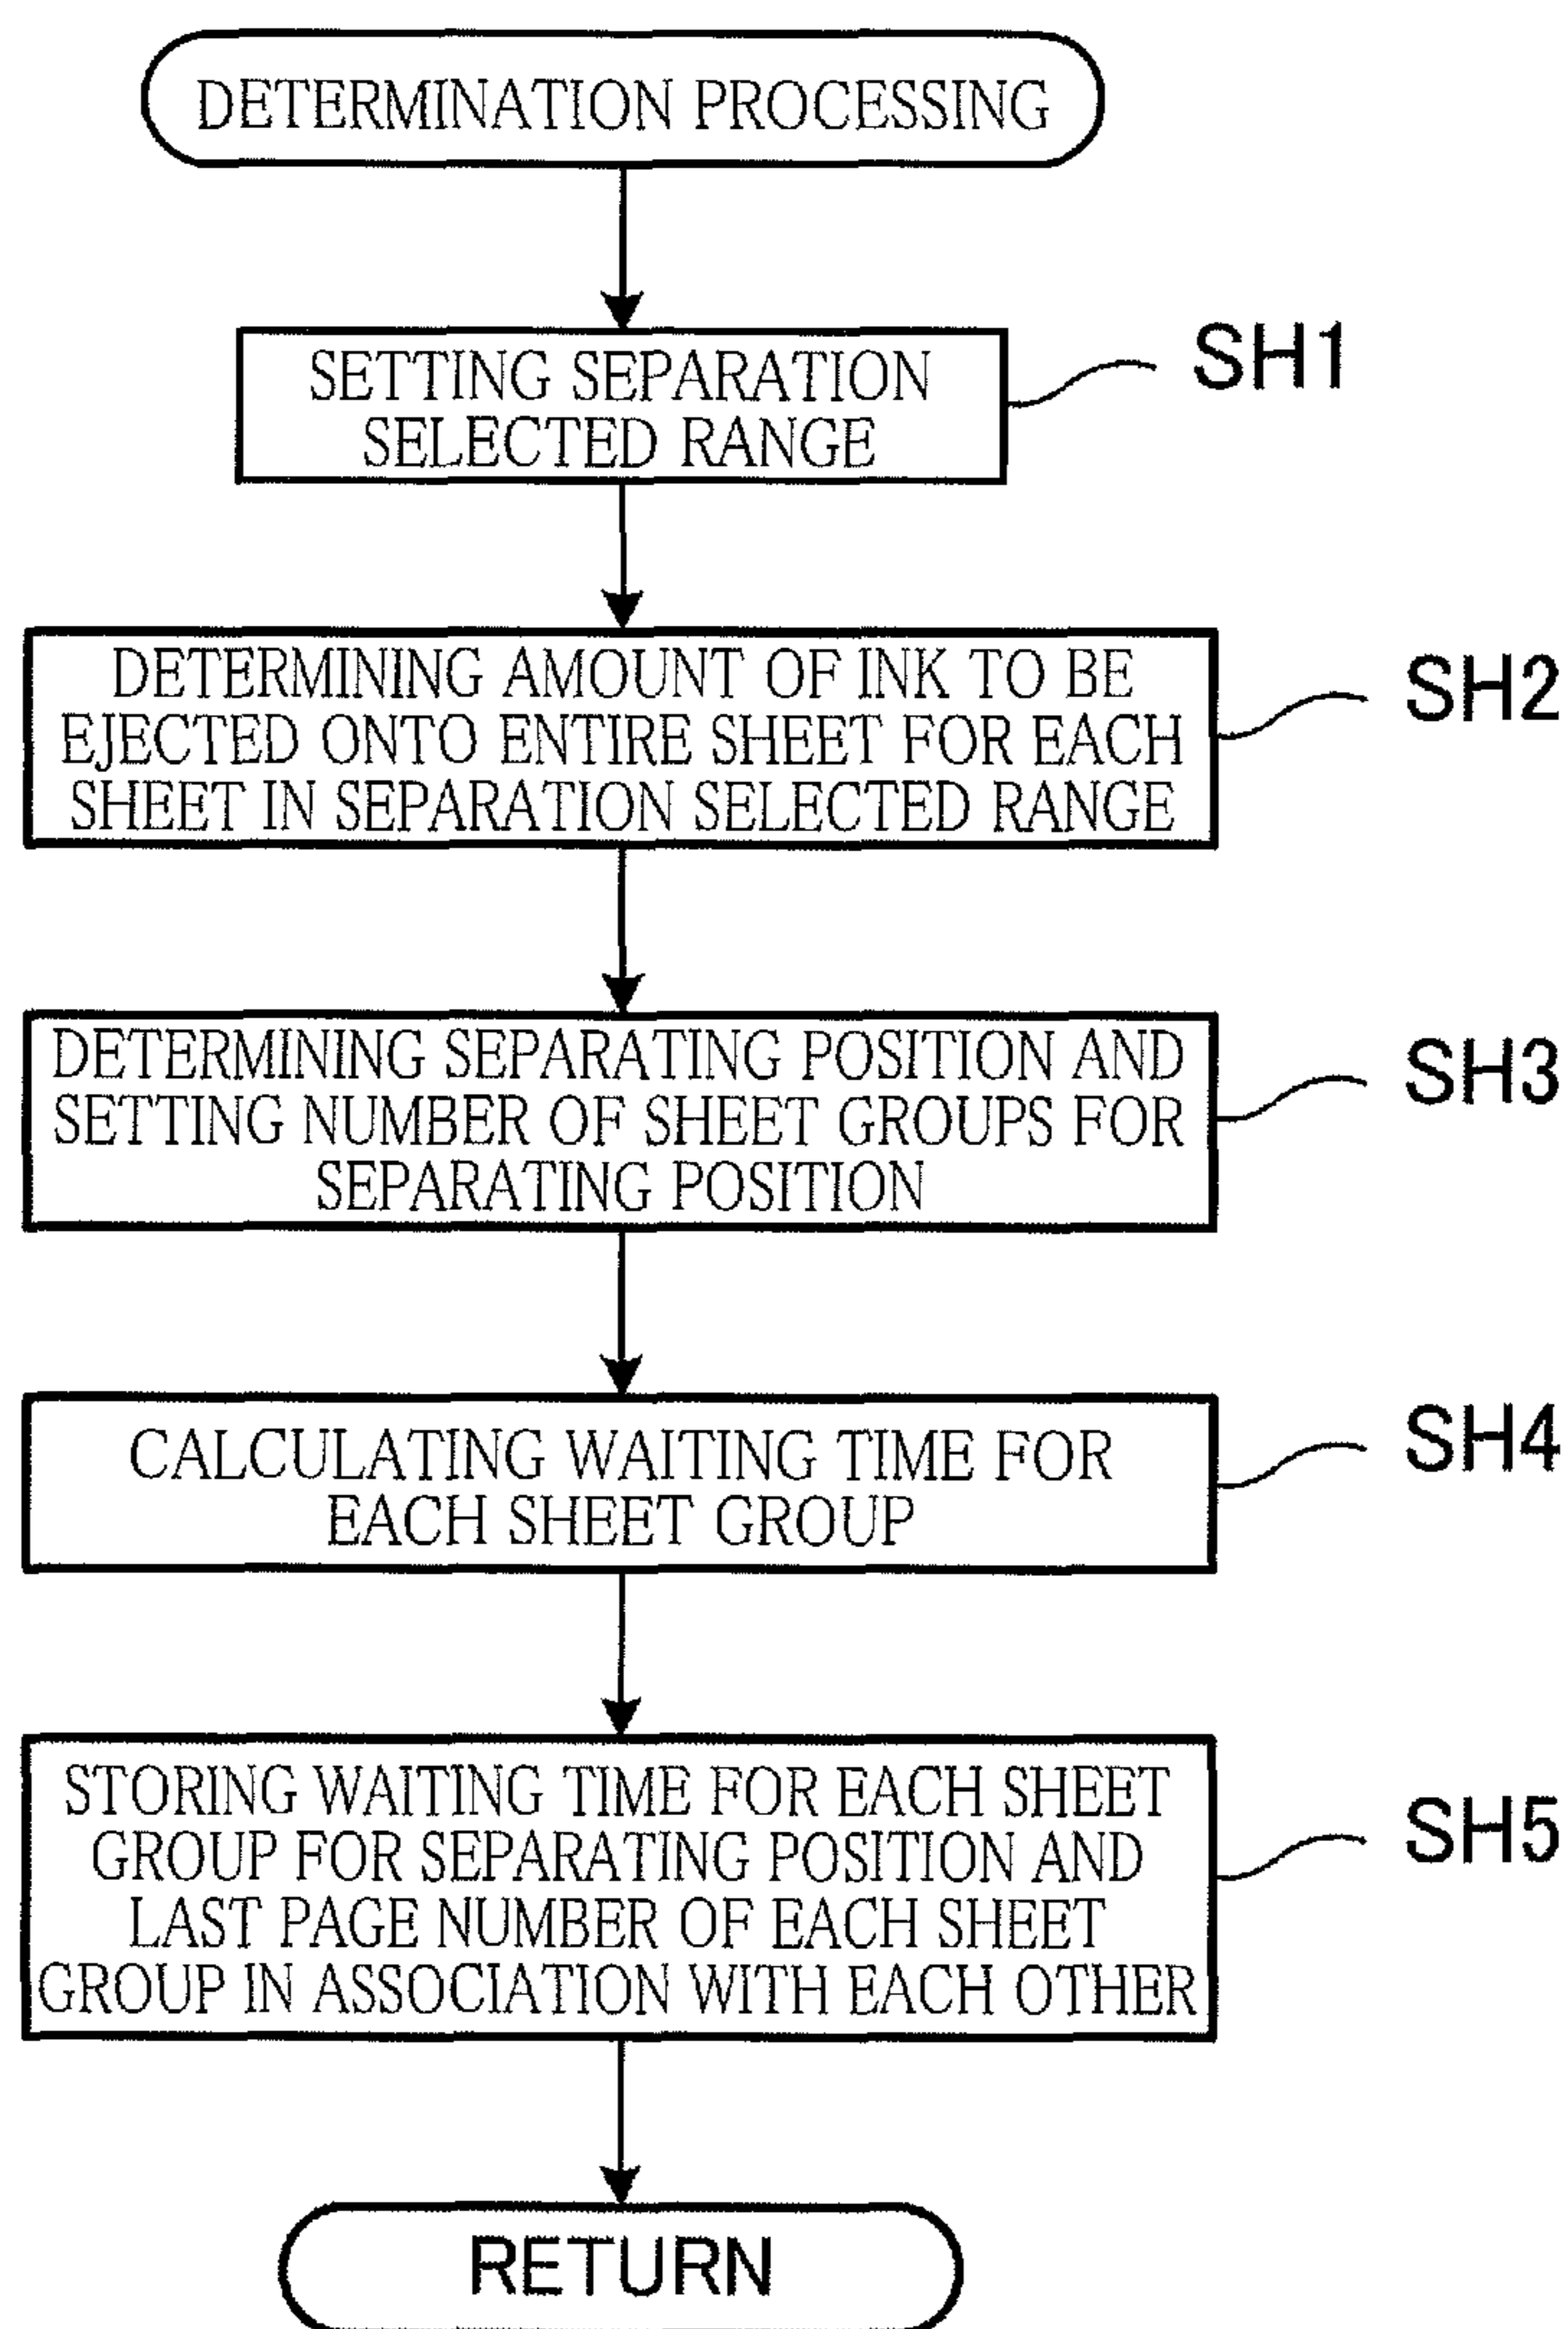 DETERMINATION PROCESSING
SETTING SEPARATION
SELECTED RANGE
SH1
DETERMINING AMOUNT OF INK TO BE
EJECTED ONTO ENTIRE SHEET FOR EACH
SHEET IN SEPARATION SELECTED RANGE
SH2
DETERMINING SEPARATING POSITION AND
SETTING NUMBER OF SHEET GROUPS FOR
SEPARATING POSITION
SH3
CALCULATING WAITING TIME FOR
EACH SHEET GROUP
SH4
STORING WAITING TIME FOR EACH SHEET
GROUP FOR SEPARATING POSITION AND
LAST PAGE NUMBER OF EACH SHEET
GROUP IN ASSOCIATION WITH EACH OTHER
SH5
RETURN